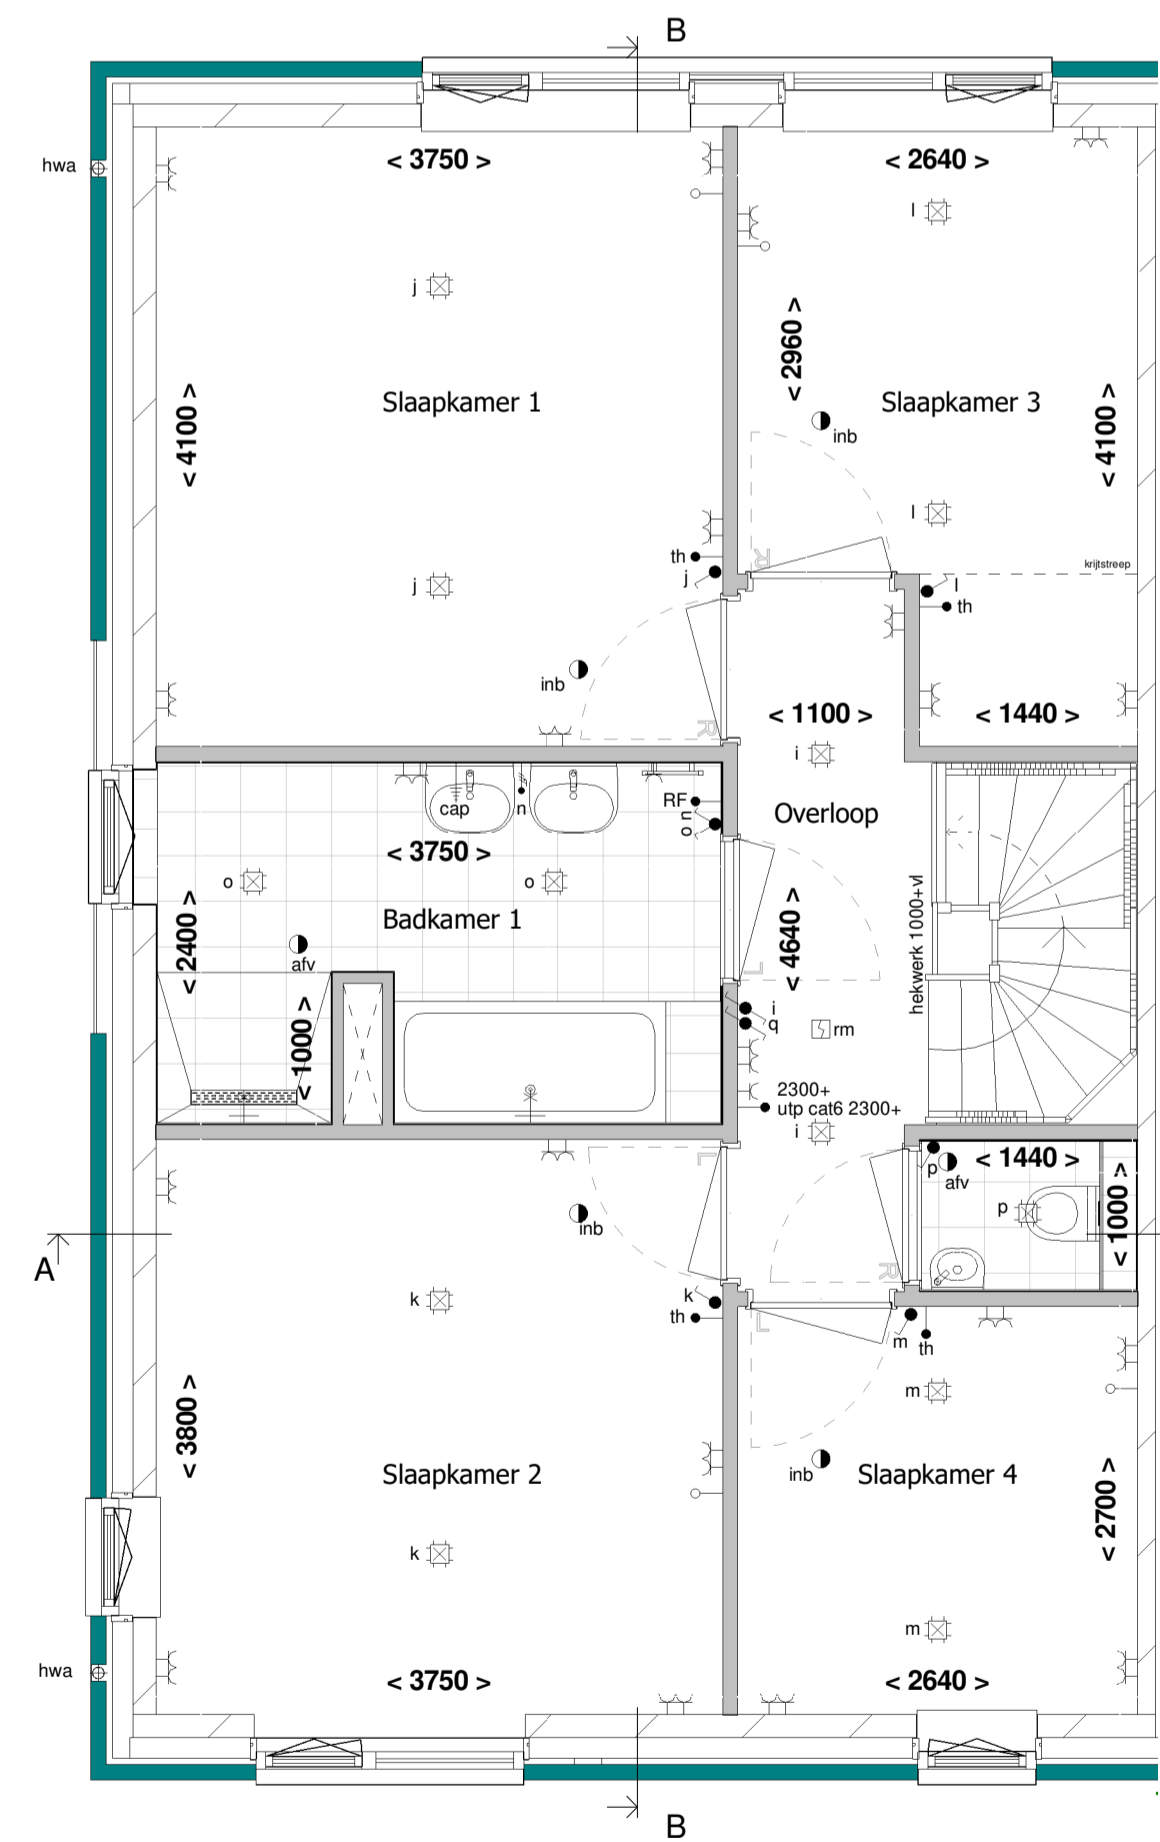 B
hwa
< 3750 >
< 2640 >
l
j
< 2960 >
Slaapkamer 1
Slaapkamer 3
< 4100 >
< 4100 >
inb
l
th
j
R
krijtstreep
j
l
th
inb
R
< 1100 >
< 1440 >
i
cap
n
RF
o n
Overloop
< 3750 >
o
o
Badkamer 1
< 2400 >
afv
< 4640 >
hekwerk 1000+vl
L
< 1000 >
i
q
rm
2300+
utp cat6 2300+
i
L
p
afv
< 1440 >
inb
p
< 1000 >
A
R
k
k
th
L
m
th
m
< 3800 >
Slaapkamer 2
inb
Slaapkamer 4
< 2700 >
k
m
hwa
< 3750 >
< 2640 >
B